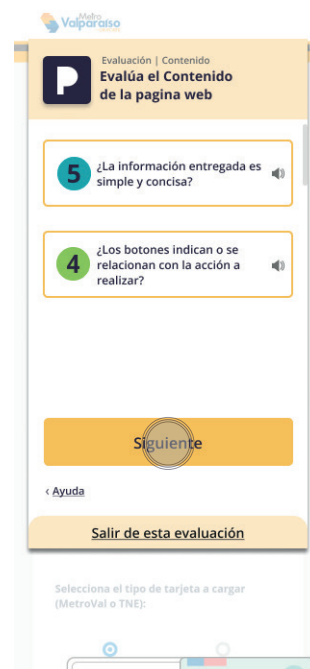 Metro
Valparaíso
Evaluación | Contenido
Evalúa el Contenido
de la pagina web
5
¿La información entregada es
simple y concisa?
4
¿Los botones indican o se
relacionan con la acción a
realizar?
Siguiente
‹ Ayuda
Salir de esta evaluación
Selecciona el tipo de tarjeta a cargar
(MetroVal o TNE):